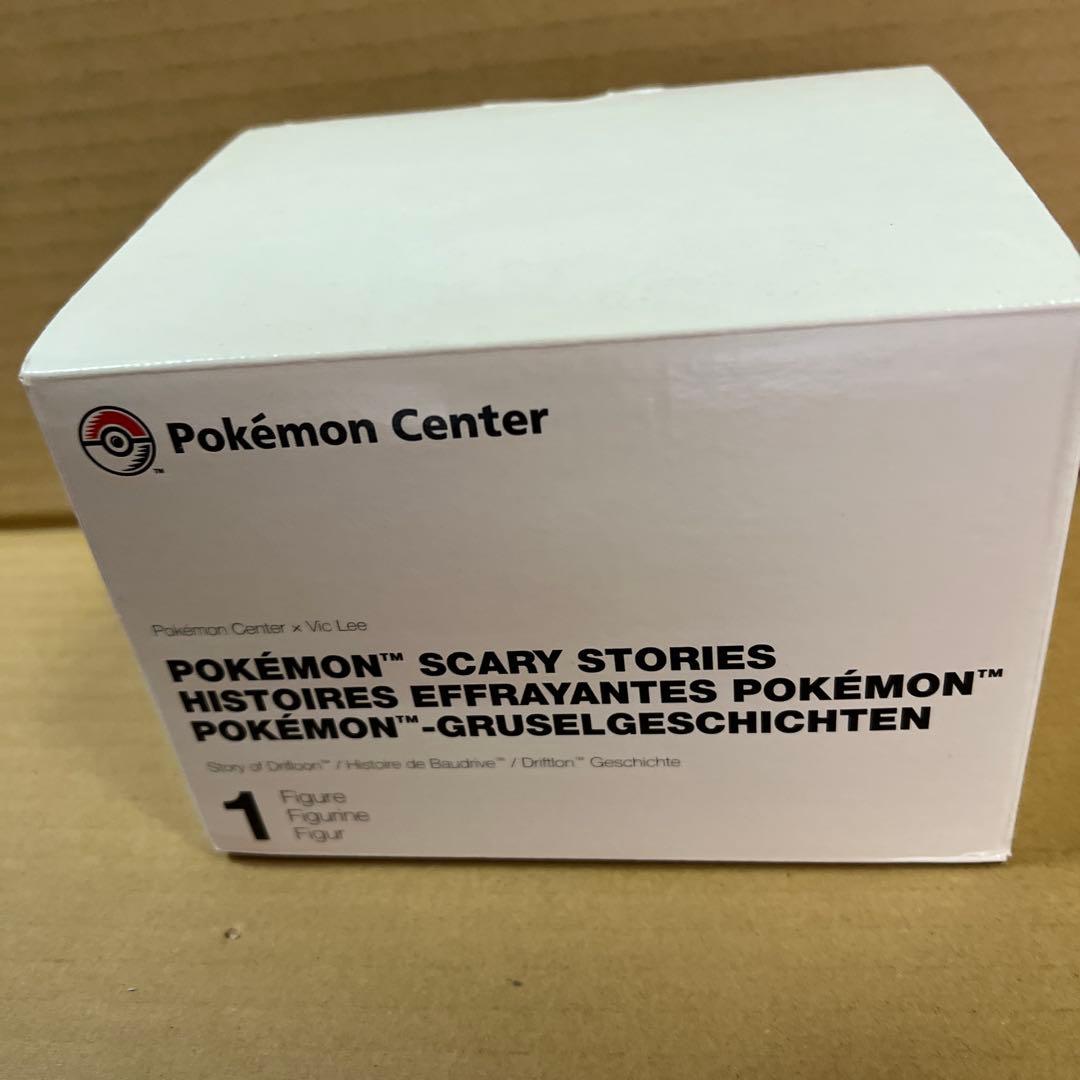 Pokémon Center
Pokémon Center × Vic Lee
POKÉMON™ SCARY STORIES
HISTOIRES EFFRAYANTES POKÉMON™
POKÉMON™-GRUSELGESCHICHTEN
Story of Drifloon™ / Histoire de Baudrive™ / Driftlon™ Geschichte
1 Figure
Figurine
Figur